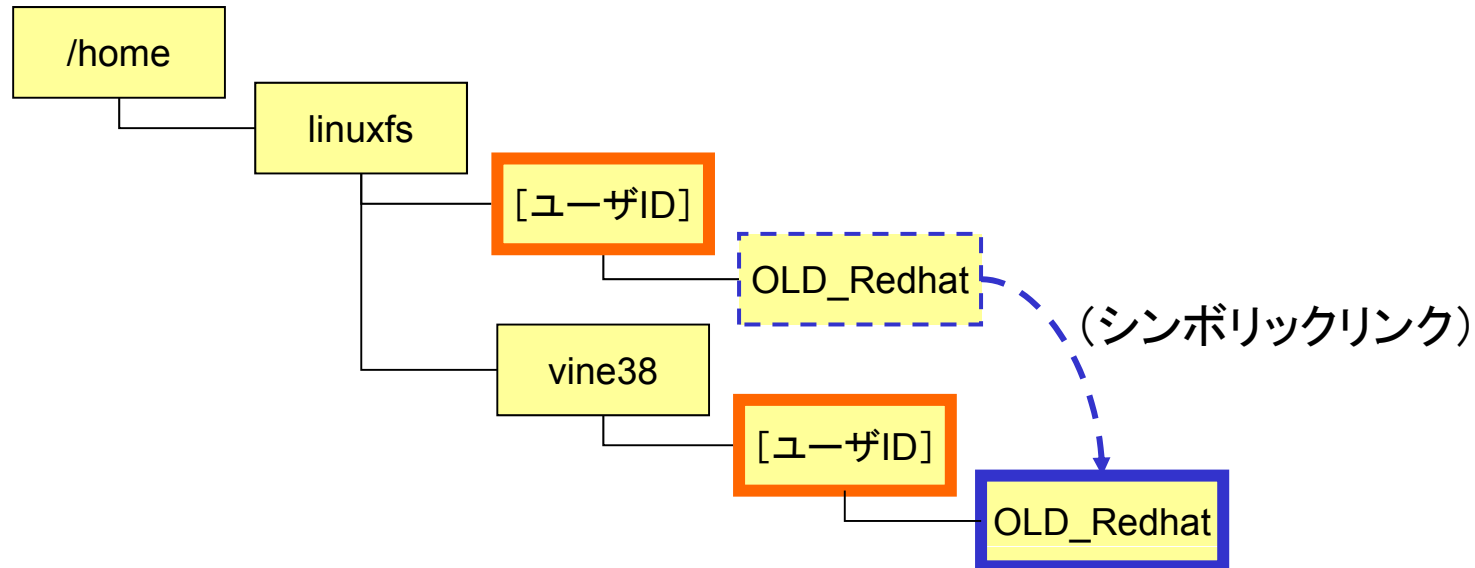 /home
linuxfs
[ユーザID]
OLD_Redhat
(シンボリックリンク)
vine38
[ユーザID]
OLD_Redhat